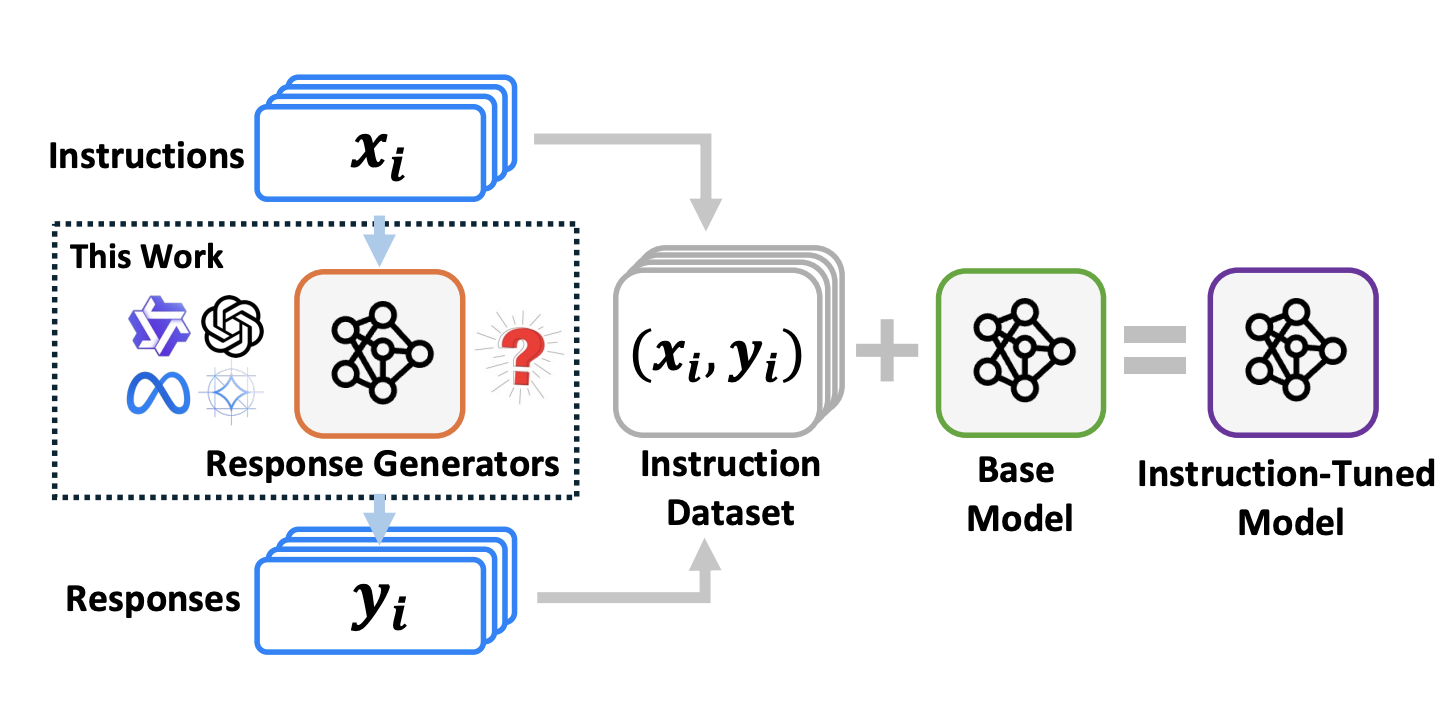 Instructions
x_i
This Work
?
Response Generators
Responses
y_i
(x_i, y_i)
Instruction
Dataset
+
Base
Model
=
Instruction-Tuned
Model